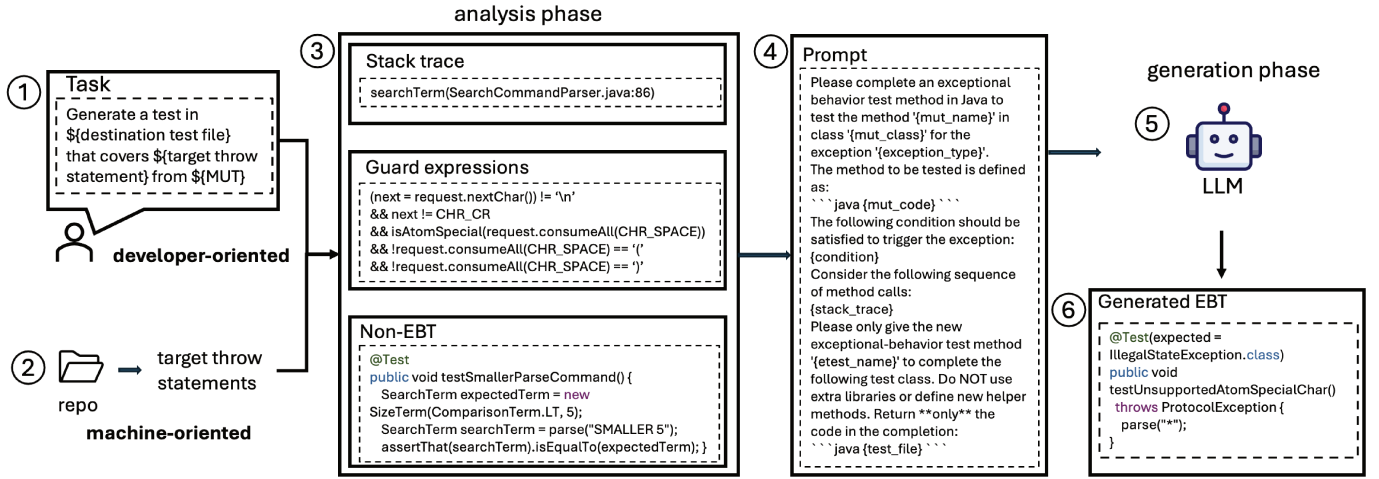 analysis phase
1
Task
Generate a test in
${destination test file}
that covers ${target throw
statement} from ${MUT}
developer-oriented
2
repo
target throw
statements
machine-oriented
3
Stack trace
searchTerm(SearchCommandParser.java:86)
Guard expressions
(next = request.nextChar()) != ‘\n’
&& next != CHR_CR
&& isAtomSpecial(request.consumeAll(CHR_SPACE))
&& !request.consumeAll(CHR_SPACE) == ‘(’
&& !request.consumeAll(CHR_SPACE) == ‘)’
Non-EBT
@Test
public void testSmallerParseCommand() {
SearchTerm expectedTerm = new
SizeTerm(ComparisonTerm.LT, 5);
SearchTerm searchTerm = parse("SMALLER 5");
assertThat(searchTerm).isEqualTo(expectedTerm); }
4
Prompt
Please complete an exceptional
behavior test method in Java to
test the method '{mut_name}' in
class '{mut_class}' for the
exception '{exception_type}'.
The method to be tested is defined
as:
```java {mut_code} ```
The following condition should be
satisfied to trigger the exception:
{condition}
Consider the following sequence
of method calls:
{stack_trace}
Please only give the new
exceptional-behavior test method
'{etest_name}' to complete the
following test class. Do NOT use
extra libraries or define new helper
methods. Return **only** the
code in the completion:
```java {test_file} ```
generation phase
5
LLM
6
Generated EBT
@Test(expected =
IllegalStateException.class)
public void
testUnsupportedAtomSpecialChar()
throws ProtocolException {
parse("*");
}